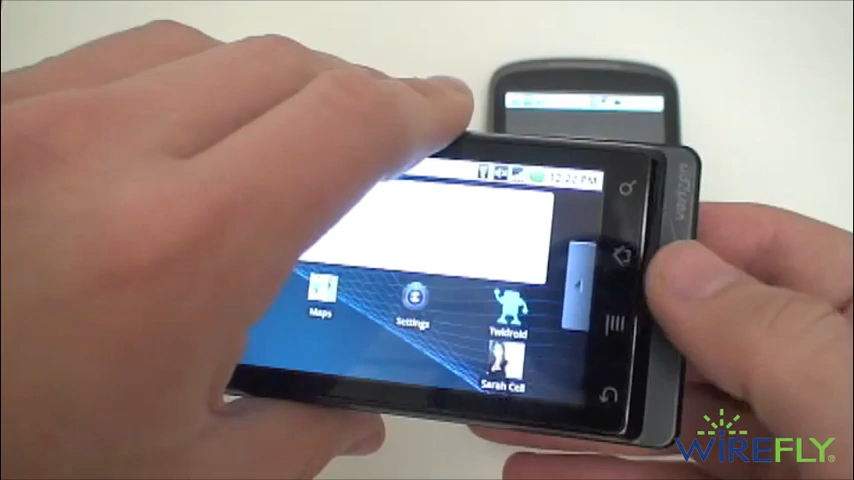 12:22 PM
verizon
Maps
Settings
Twidroid
Sarah Cell
WIREFLY®